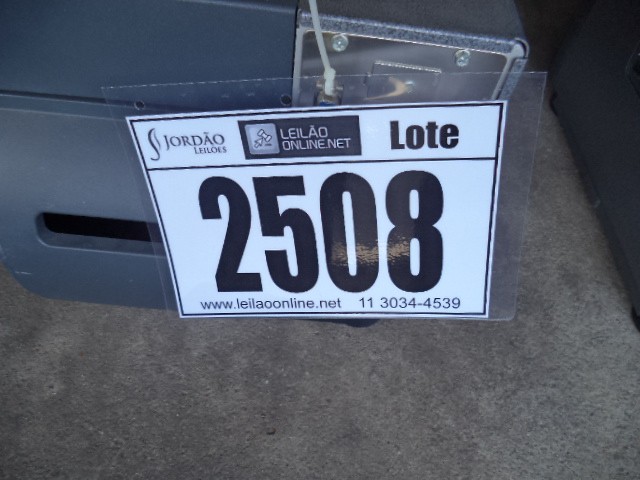 JORDÃO LEILÕES
LEILÃO ONLINE.NET
Lote
2508
www.leilaoonline.net 11 3034-4539